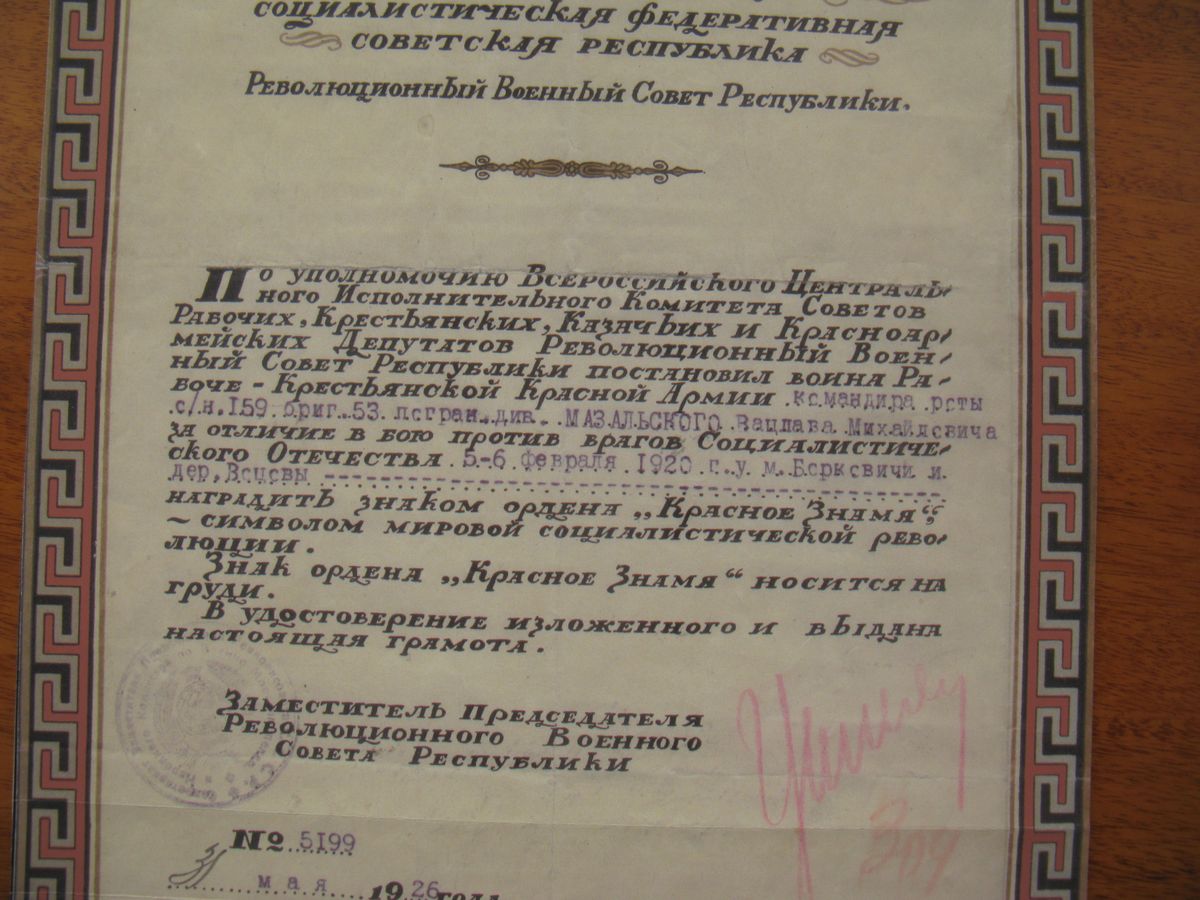 СОЦИАЛИСТИЧЕСКАЯ ФЕДЕРАТИВНАЯ
СОВЕТСКАЯ РЕСПУБЛИКА
РЕВОЛЮЦИОННЫЙ ВОЕННЫЙ СОВЕТ РЕСПУБЛИКИ.
ПО УПОЛНОМОЧИЮ ВСЕРОССИЙСКОГО ЦЕНТРАЛЬ-
НОГО ИСПОЛНИТЕЛЬНОГО КОМИТЕТА СОВЕТОВ
РАБОЧИХ, КРЕСТЬЯНСКИХ, КАЗАЧЬИХ И КРАСНОАР-
МЕЙСКИХ ДЕПУТАТОВ РЕВОЛЮЦИОННЫЙ ВОЕН-
НЫЙ СОВЕТ РЕСПУБЛИКИ ПОСТАНОВИЛ ВОИНА РА-
БОЧЕ-КРЕСТЬЯНСКОЙ КРАСНОЙ АРМИИ командира роты
с/н.159 бриг.53.погран.див. МАЗАЛЬСКОГО Вацлава Михайловича
ЗА ОТЛИЧИЕ В БОЮ ПРОТИВ ВРАГОВ СОЦИАЛИСТИЧЕ-
СКОГО ОТЕЧЕСТВА 5-6 февраля 1920 г.у м.Берковичи и
дер.
НАГРАДИТЬ ЗНАКОМ ОРДЕНА „КРАСНОЕ ЗНАМЯ“,
– СИМВОЛОМ МИРОВОЙ СОЦИАЛИСТИЧЕСКОЙ РЕВО-
ЛЮЦИИ.
ЗНАК ОРДЕНА „КРАСНОЕ ЗНАМЯ“ НОСИТСЯ НА
ГРУДИ.
В УДОСТОВЕРЕНИЕ ИЗЛОЖЕННОГО И ВЫДАНА
НАСТОЯЩАЯ ГРАМОТА.
ЗАМЕСТИТЕЛЬ ПРЕДСЕДАТЕЛЯ
РЕВОЛЮЦИОННОГО ВОЕННОГО
СОВЕТА РЕСПУБЛИКИ
№ 5199
31 мая 1926 ГОДА